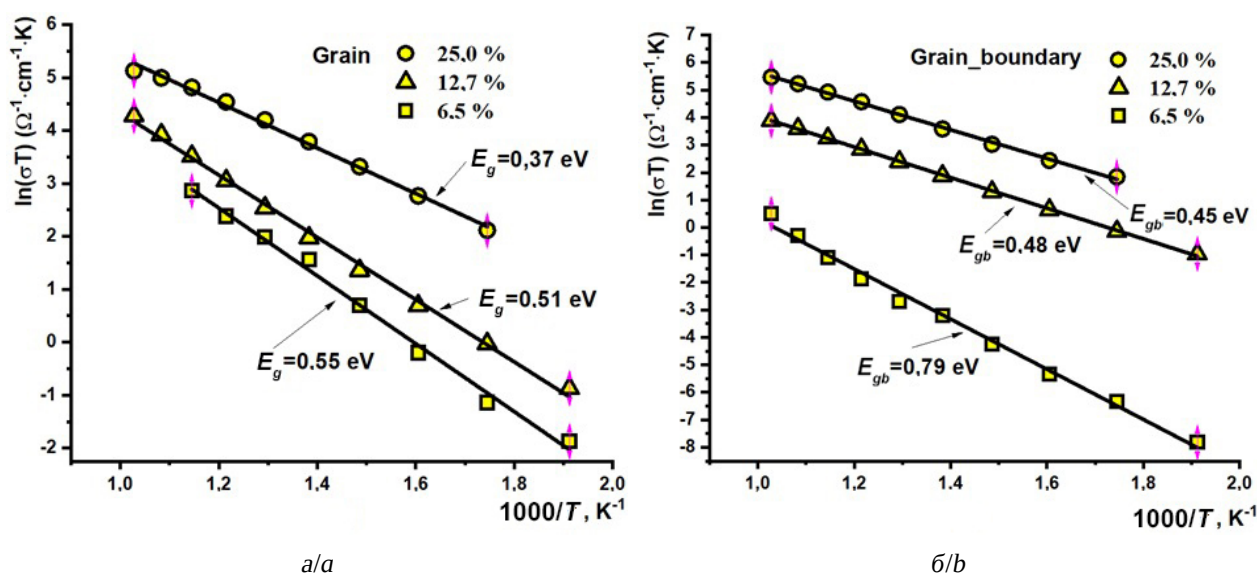 Grain
25,0 %
12,7 %
6,5 %
ln(σT) (Ω⁻¹·cm⁻¹·K)
6
5
4
3
2
1
0
-1
-2
E_g=0,37 eV
E_g=0,51 eV
E_g=0,55 eV
1,0 1,2 1,4 1,6 1,8 2,0
1000/T, K⁻¹
a/a
Grain_boundary
25,0 %
12,7 %
6,5 %
ln(σT) (Ω⁻¹·cm⁻¹·K)
7
6
5
4
3
2
1
0
-1
-2
-3
-4
-5
-6
-7
-8
E_gb=0,45 eV
E_gb=0,48 eV
E_gb=0,79 eV
1,0 1,2 1,4 1,6 1,8 2,0
1000/T, K⁻¹
б/b